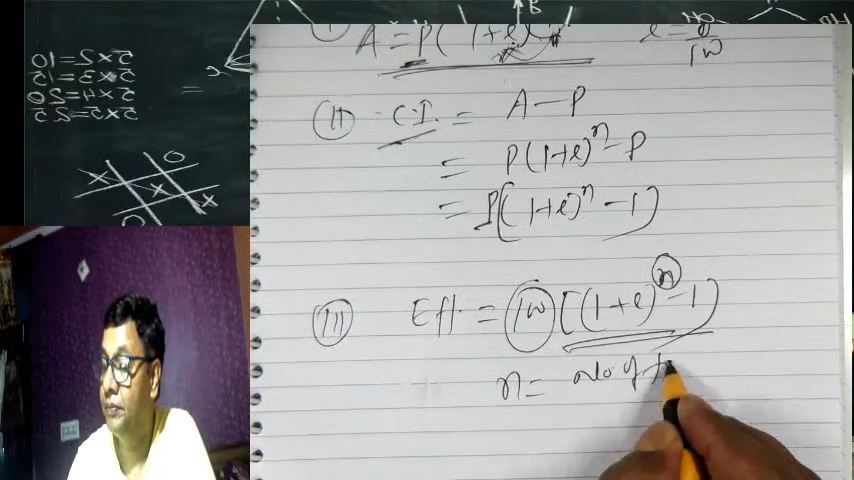 A = P(1+i)ⁿ i = r/100
(II) C.I. = A - P
= P(1+i)ⁿ - P
= P[(1+i)ⁿ - 1]
(III) Eff. = 100 [(1+i)ⁿ - 1]
n = No of
5×2=10
5×3=15
5×4=20
5×5=25
B